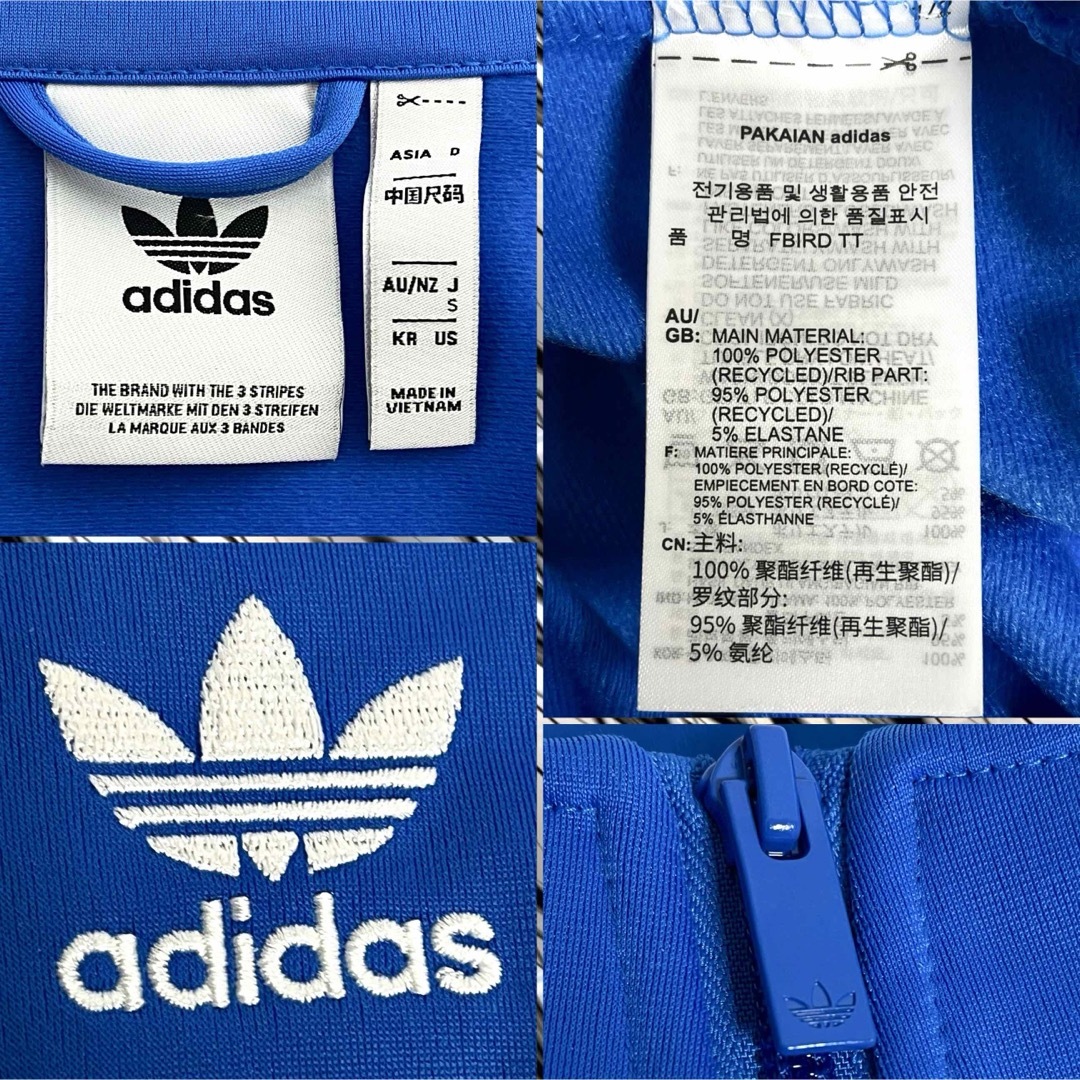 adidas
THE BRAND WITH THE 3 STRIPES
DIE WELTMARKE MIT DEN 3 STREIFEN
LA MARQUE AUX 3 BANDES
ASIA D
中国尺码
AU/NZ J
S
KR US
MADE IN
VIETNAM
PAKAIAN adidas
전기용품 및 생활용품 안전
관리법에 의한 품질표시
품 명 FBIRD TT
AU/
GB: MAIN MATERIAL:
100% POLYESTER
(RECYCLED)/RIB PART:
95% POLYESTER
(RECYCLED)/
5% ELASTANE
F: MATIERE PRINCIPALE:
100% POLYESTER (RECYCLÉ)/
EMPIECEMENT EN BORD COTE:
95% POLYESTER (RECYCLÉ)/
5% ÉLASTHANNE
CN: 主料:
100% 聚酯纤维(再生聚酯)/
罗纹部分:
95% 聚酯纤维(再生聚酯)/
5% 氨纶
adidas